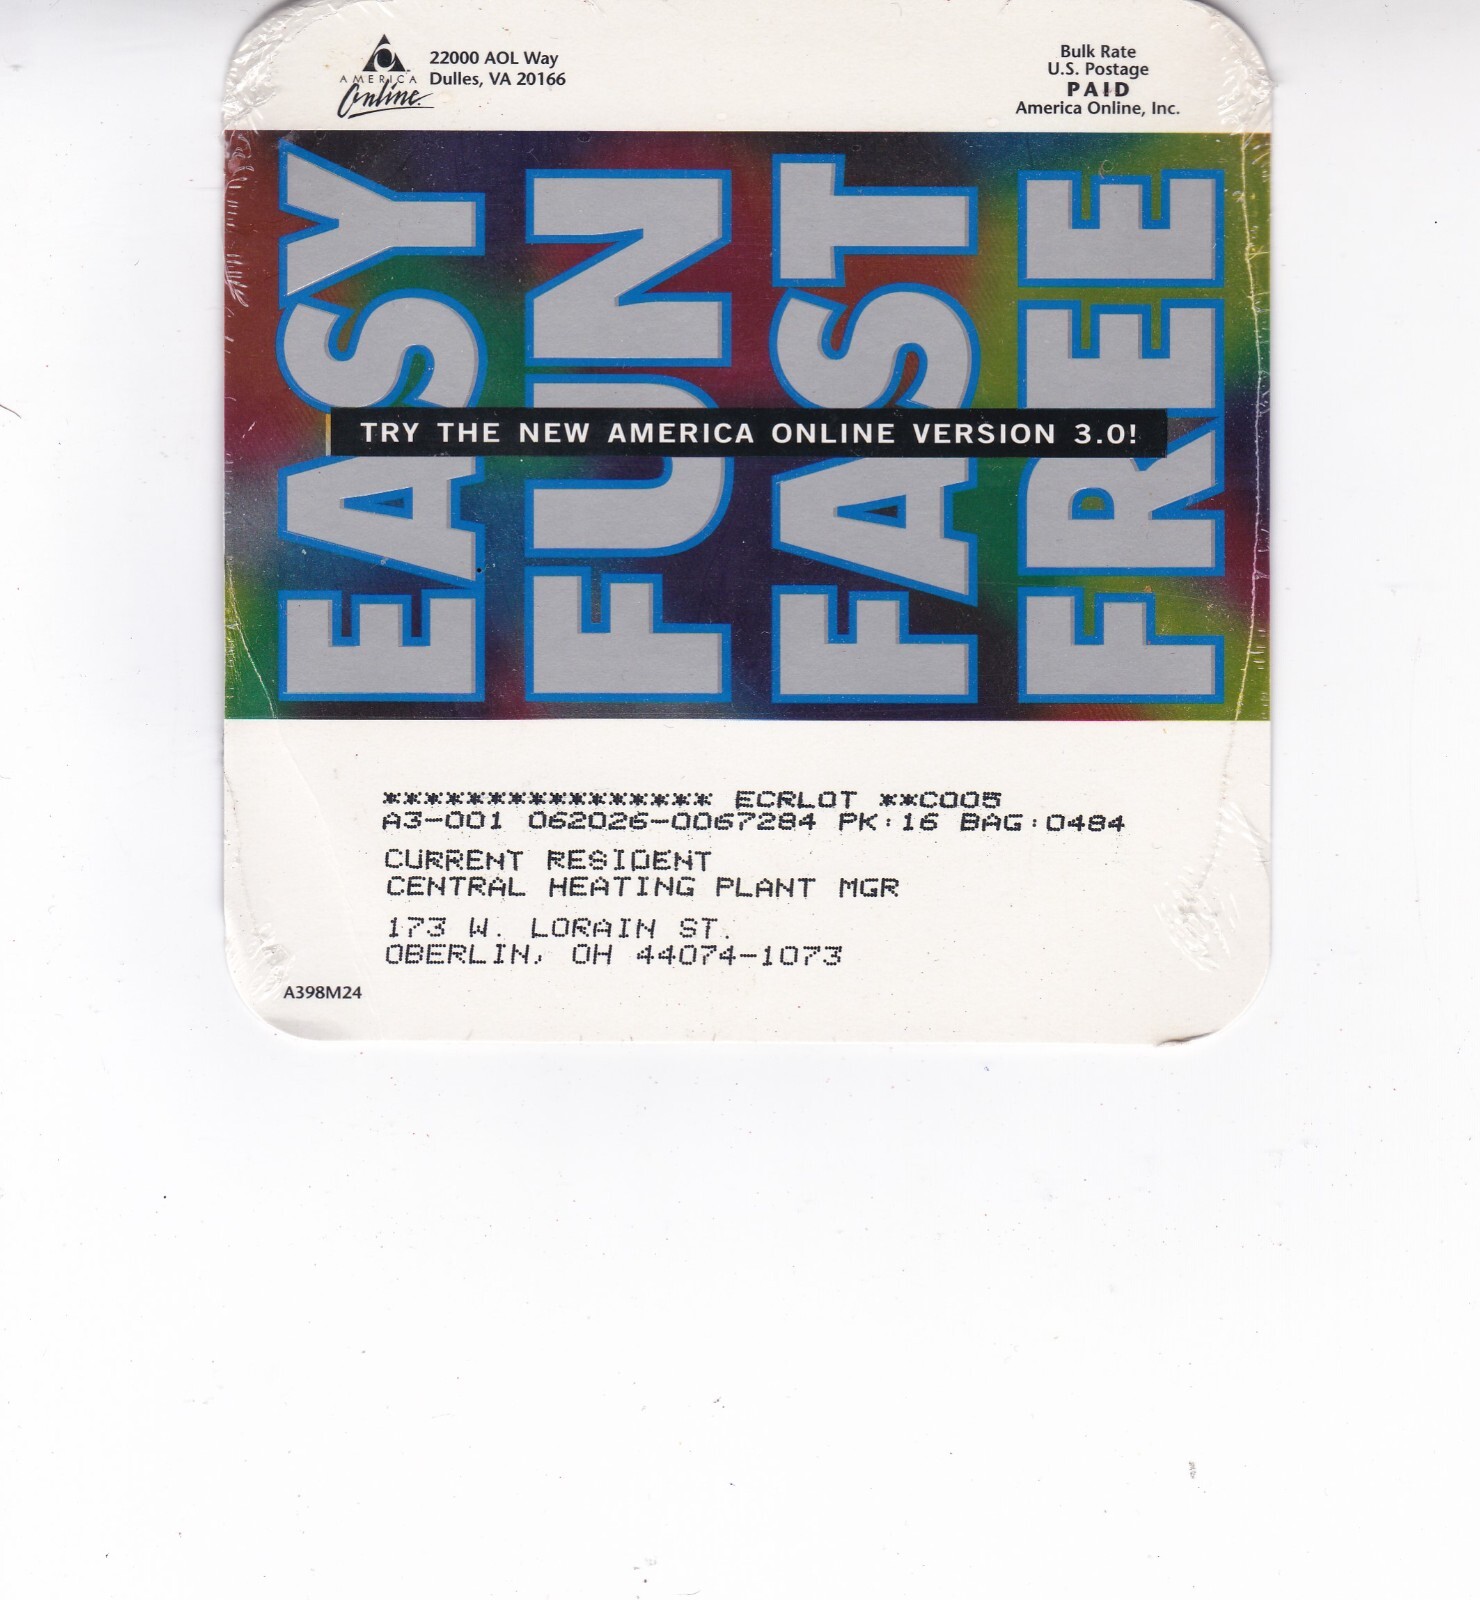 AMERICA
Online
22000 AOL Way
Dulles, VA 20166
Bulk Rate
U.S. Postage
PAID
America Online, Inc.
EASY
FUN
FAST
FREE
TRY THE NEW AMERICA ONLINE VERSION 3.0!
**************** ECRLOT **C005
A3-001 062026-0067284 PK:16 BAG:0484
CURRENT RESIDENT
CENTRAL HEATING PLANT MGR
173 W. LORAIN ST.
OBERLIN, OH 44074-1073
A398M24